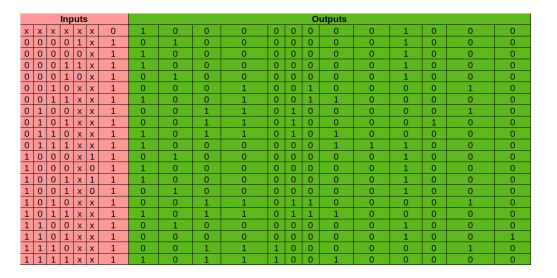 Inputs Outputs
x x x x x x 0 1 0 0 0 0 0 0 0 0 1 0 0 0
0 0 0 0 1 x 1 0 1 0 0 0 0 0 0 0 1 0 0 0
0 0 0 0 0 x 1 1 0 0 0 0 0 0 0 0 1 0 0 0
0 0 0 1 1 x 1 1 0 0 0 0 0 0 0 0 1 0 0 0
0 0 0 1 0 x 1 0 1 0 0 0 0 0 0 0 1 0 0 0
0 0 1 0 x x 1 0 0 0 1 0 0 1 0 0 0 0 1 0
0 0 1 1 x x 1 1 0 0 1 0 0 1 1 0 0 0 0 0
0 1 0 0 x x 1 0 0 1 1 0 1 0 0 0 0 0 1 0
0 1 0 1 x x 1 0 0 1 1 0 1 0 0 0 0 1 0 0
0 1 1 0 x x 1 1 0 1 1 0 1 0 1 0 0 0 0 0
0 1 1 1 x x 1 1 0 0 0 0 0 0 1 1 1 0 0 0
1 0 0 0 x 1 1 0 1 0 0 0 0 0 0 0 1 0 0 0
1 0 0 0 x 0 1 1 0 0 0 0 0 0 0 0 1 0 0 0
1 0 0 1 x 1 1 1 0 0 0 0 0 0 0 0 1 0 0 0
1 0 0 1 x 0 1 0 1 0 0 0 0 0 0 0 1 0 0 0
1 0 1 0 x x 1 0 0 1 1 0 1 1 0 0 0 0 1 0
1 0 1 1 x x 1 1 0 1 1 0 1 1 1 0 0 0 0 0
1 1 0 0 x x 1 0 1 0 0 0 0 0 0 0 1 0 0 0
1 1 0 1 x x 1 0 0 0 0 0 0 0 0 0 1 0 0 1
1 1 1 0 x x 1 0 0 1 1 1 0 0 0 0 0 0 1 0
1 1 1 1 x x 1 1 0 1 1 1 0 0 1 0 0 0 0 0